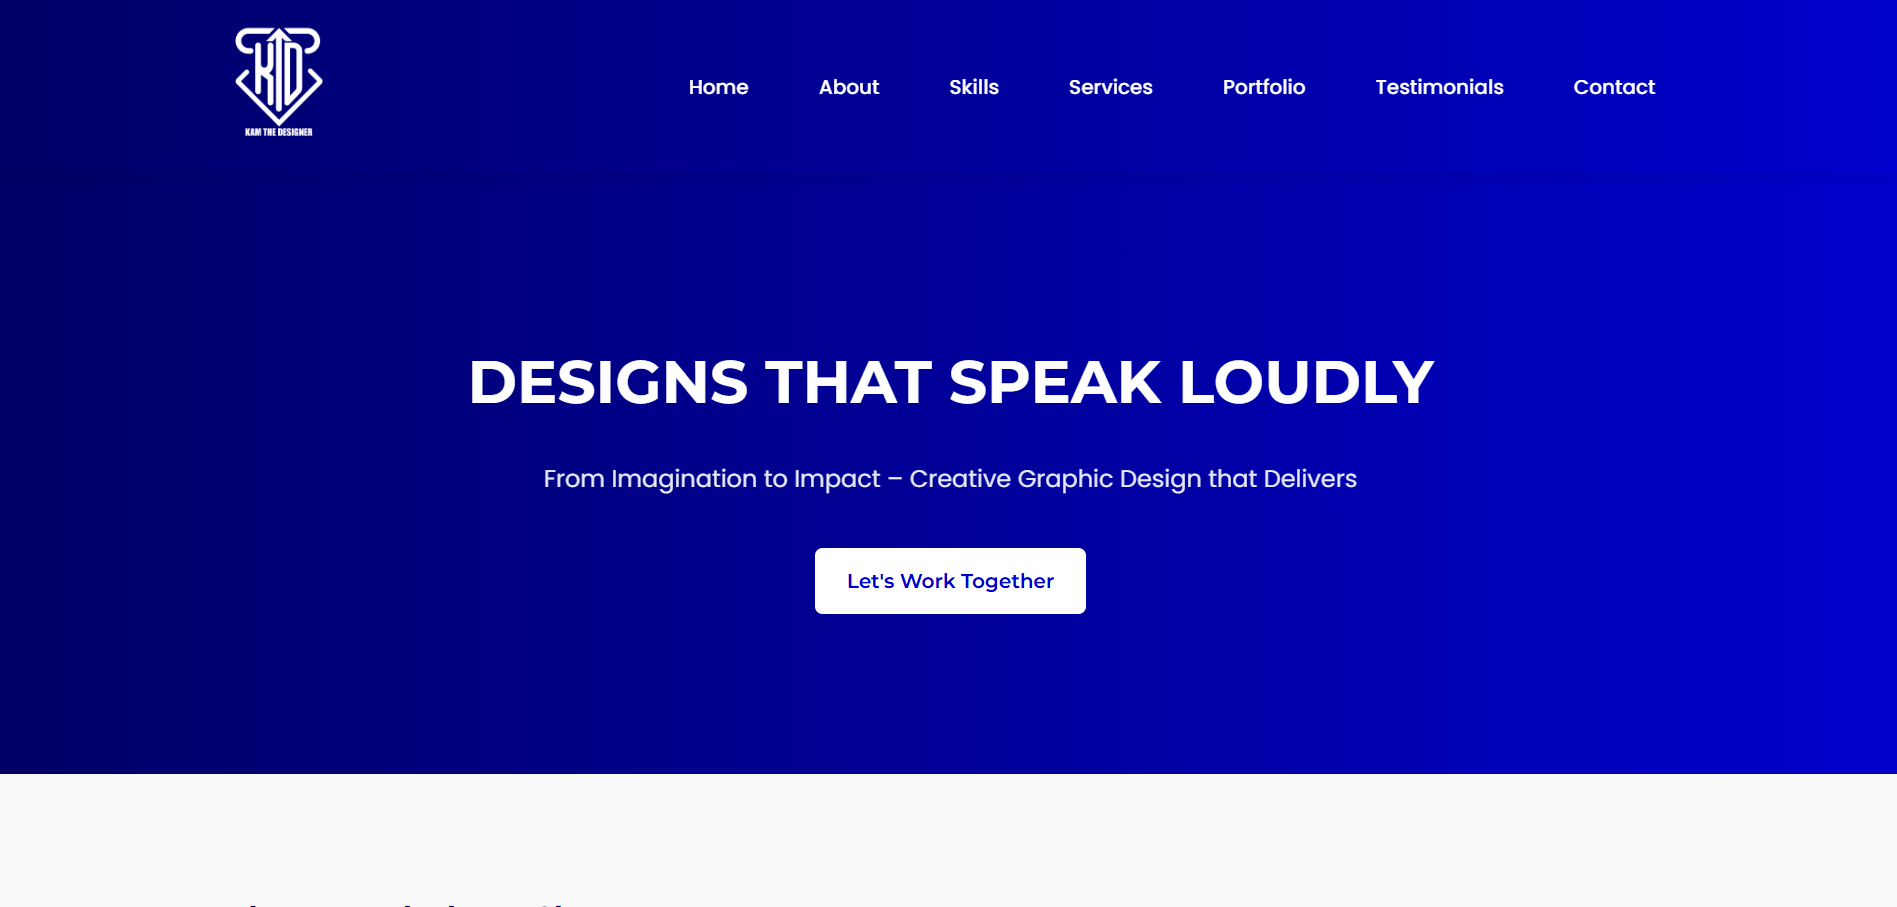 KTD
KAM THE DESIGNER
Home About Skills Services Portfolio Testimonials Contact
DESIGNS THAT SPEAK LOUDLY
From Imagination to Impact – Creative Graphic Design that Delivers
Let's Work Together